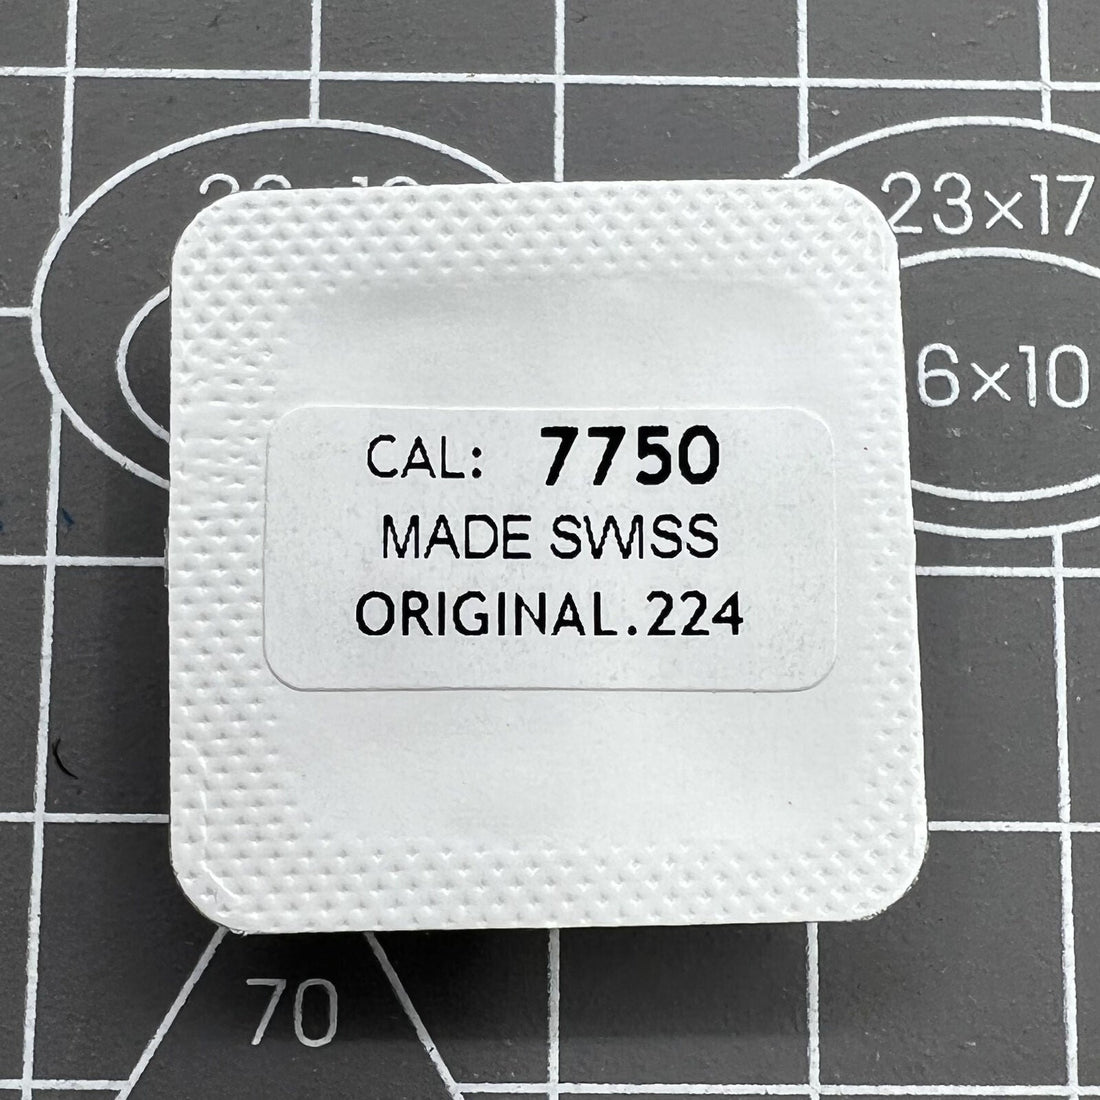 23×17
6×10
CAL: 7750
MADE SWISS
ORIGINAL.224
70